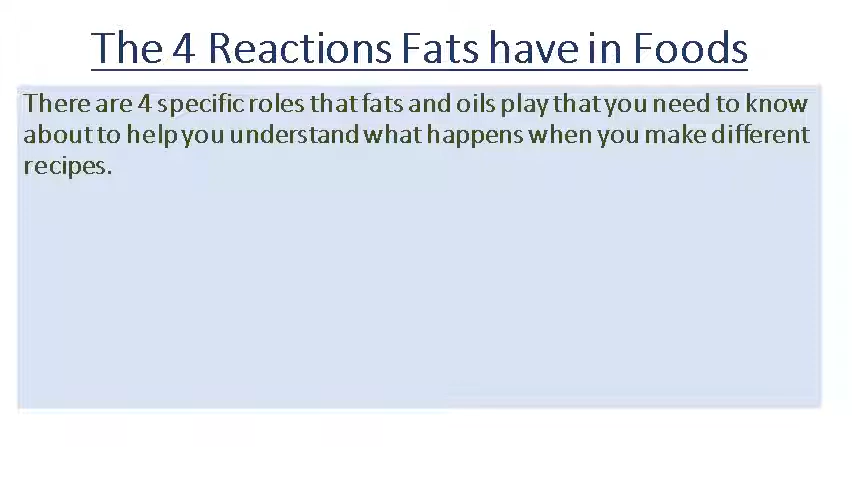 The 4 Reactions Fats have in Foods
There are 4 specific roles that fats and oils play that you need to know
about to help you understand what happens when you make different
recipes.